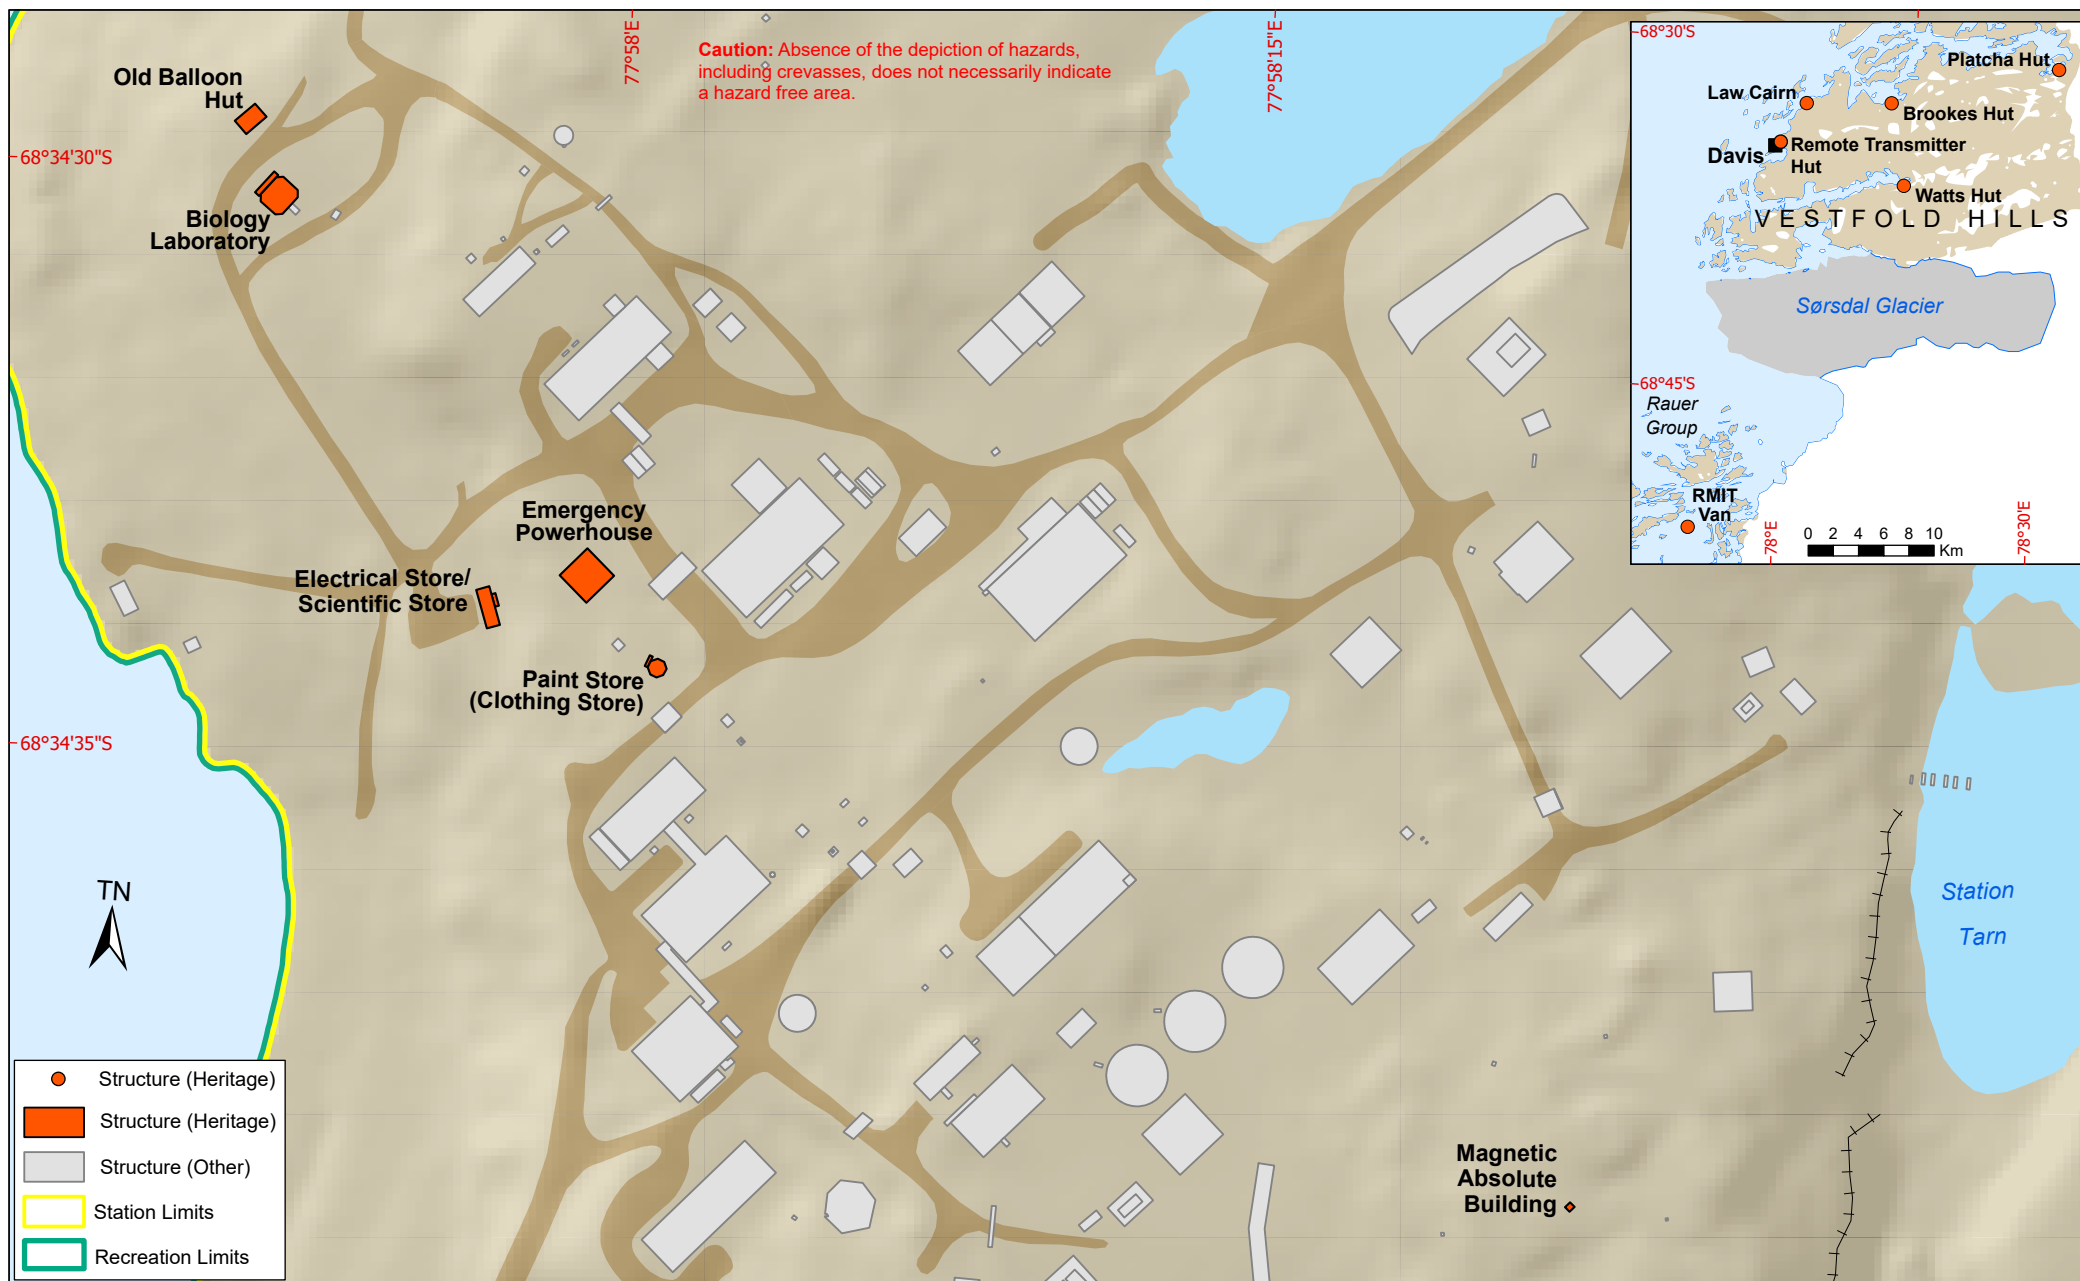 77°58'E
77°58'15"E
Caution: Absence of the depiction of hazards,
including crevasses, does not necessarily indicate
a hazard free area.
Old Balloon
Hut
68°34'30"S
Biology
Laboratory
Emergency
Powerhouse
Electrical Store/
Scientific Store
Paint Store
(Clothing Store)
68°34'35"S
TN
Station
Tarn
Magnetic
Absolute
Building
68°30'S
Platcha Hut
Law Cairn
Brookes Hut
Davis
Remote Transmitter
Hut
Watts Hut
VESTFOLD HILLS
Sørsdal Glacier
68°45'S
Rauer
Group
RMIT
Van
0 2 4 6 8 10
Km
78°E
78°30'E
Structure (Heritage)
Structure (Heritage)
Structure (Other)
Station Limits
Recreation Limits